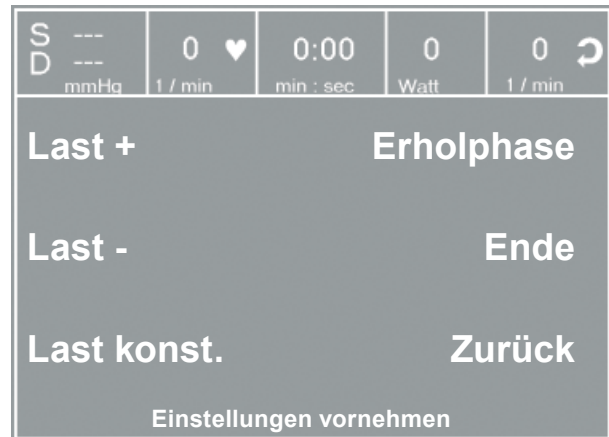 S --- 0 ♥ 0:00 0 0
D ---
mmHg 1 / min min : sec Watt 1 / min
Last + Erholphase
Last - Ende
Last konst. Zurück
Einstellungen vornehmen